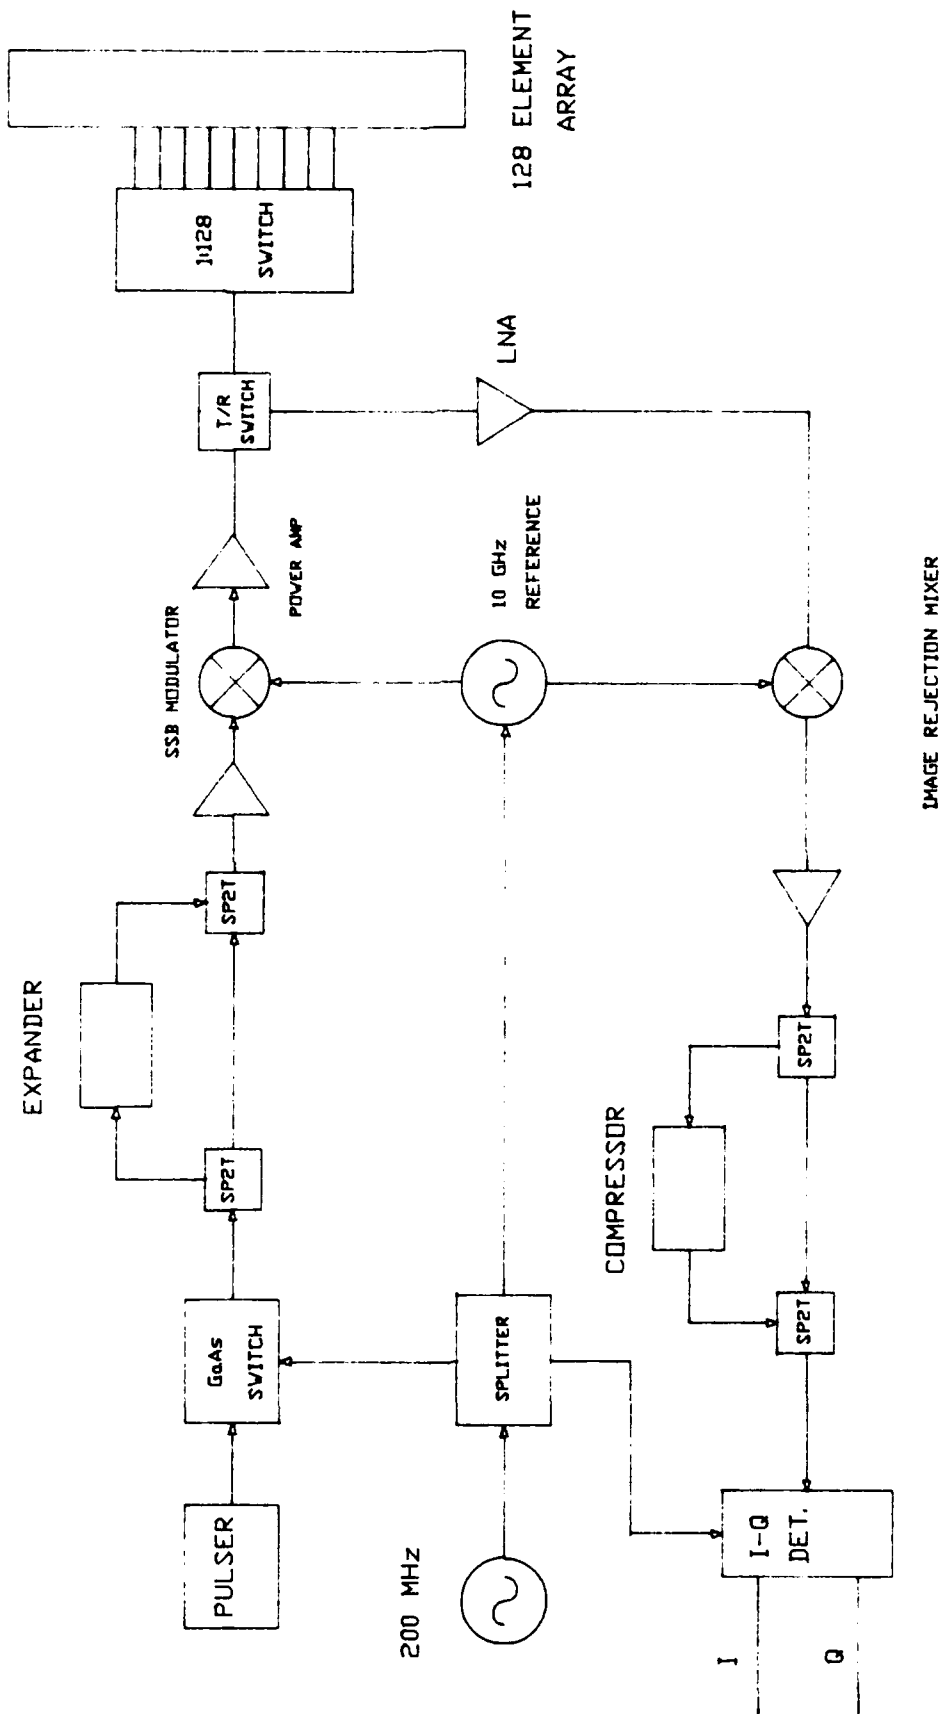 EXPANDER
SSB MODULATOR
PULSER
GaAs
SWITCH
SP2T
SP2T
POWER AMP
T/R
SWITCH
1:128
SWITCH
128 ELEMENT
ARRAY
200 MHz
SPLITTER
10 GHz
REFERENCE
LNA
COMPRESSOR
I
Q
I-Q
DET.
SP2T
SP2T
IMAGE REJECTION MIXER